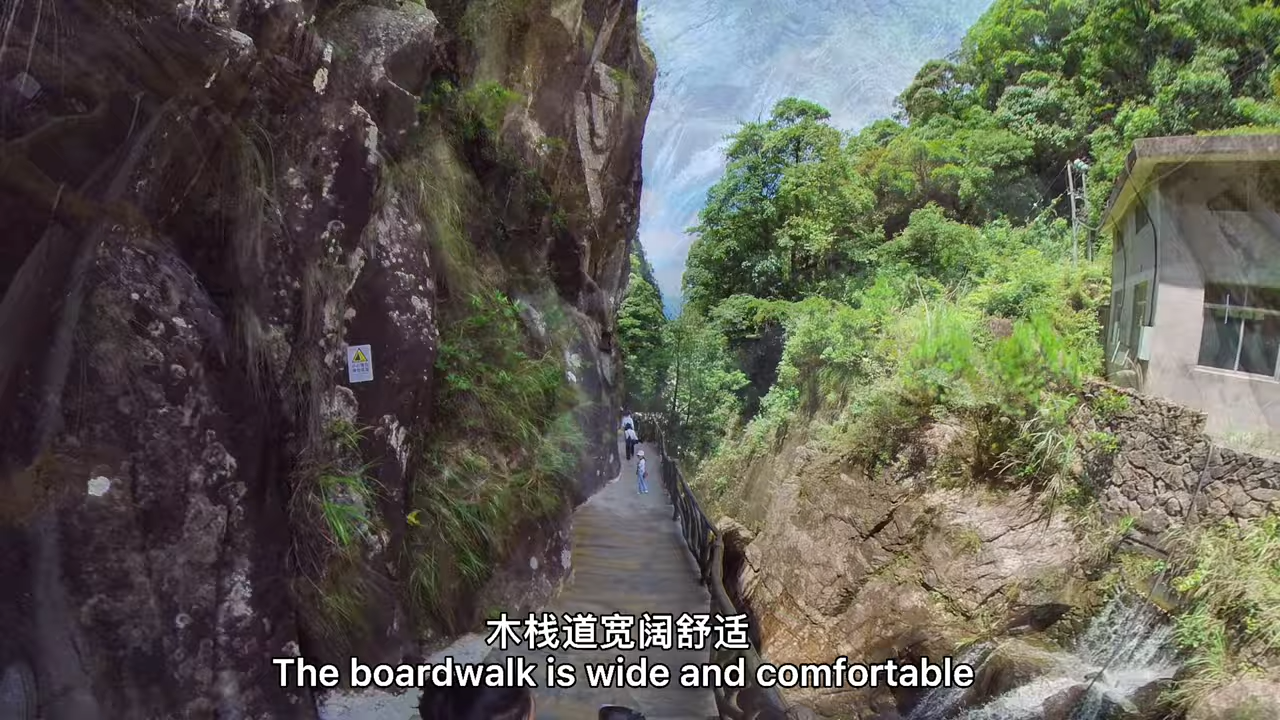 木栈道宽阔舒适
The boardwalk is wide and comfortable